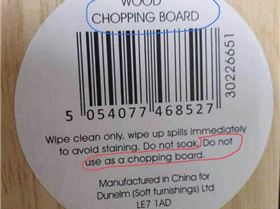 WOOD
CHOPPING BOARD
5 054077 468527
30226651
Wipe clean only, wipe up spills immediately
to avoid staining. Do not soak. Do not
use as a chopping board.
Manufactured in China for
Dunelm (Soft furnishings) Ltd
LE7 1AD